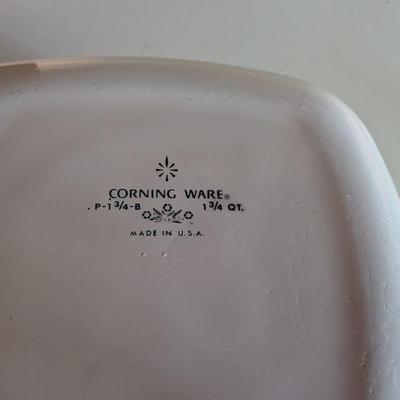 CORNING WARE®
. P-1 3/4-B 1 3/4 QT.
MADE IN U.S.A.